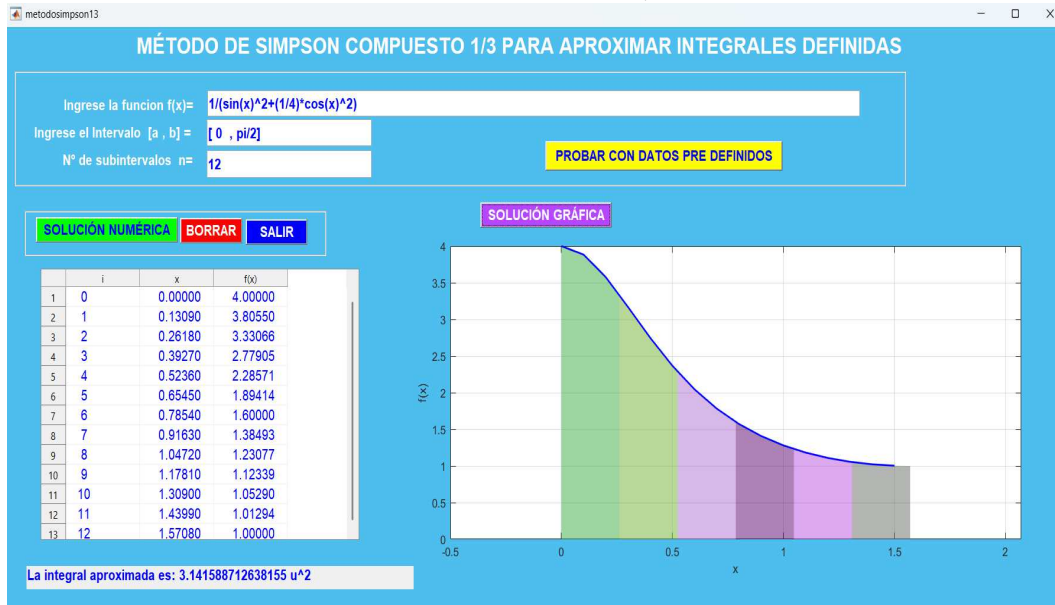 metodosimpson13
MÉTODO DE SIMPSON COMPUESTO 1/3 PARA APROXIMAR INTEGRALES DEFINIDAS
Ingrese la funcion f(x)= 1/(sin(x)^2+(1/4)*cos(x)^2)
Ingrese el Intervalo [a , b] = [ 0 , pi/2]
Nº de subintervalos n= 12
PROBAR CON DATOS PRE DEFINIDOS
SOLUCIÓN NUMÉRICA BORRAR SALIR
SOLUCIÓN GRÁFICA
i x f(x)
1 0 0.00000 4.00000
2 1 0.13090 3.80550
3 2 0.26180 3.33066
4 3 0.39270 2.77905
5 4 0.52360 2.28571
6 5 0.65450 1.89414
7 6 0.78540 1.60000
8 7 0.91630 1.38493
9 8 1.04720 1.23077
10 9 1.17810 1.12339
11 10 1.30900 1.05290
12 11 1.43990 1.01294
13 12 1.57080 1.00000
4
3.5
3
2.5
2
1.5
1
0.5
0
f(x)
-0.5 0 0.5 1 1.5 2
x
La integral aproximada es: 3.141588712638155 u^2